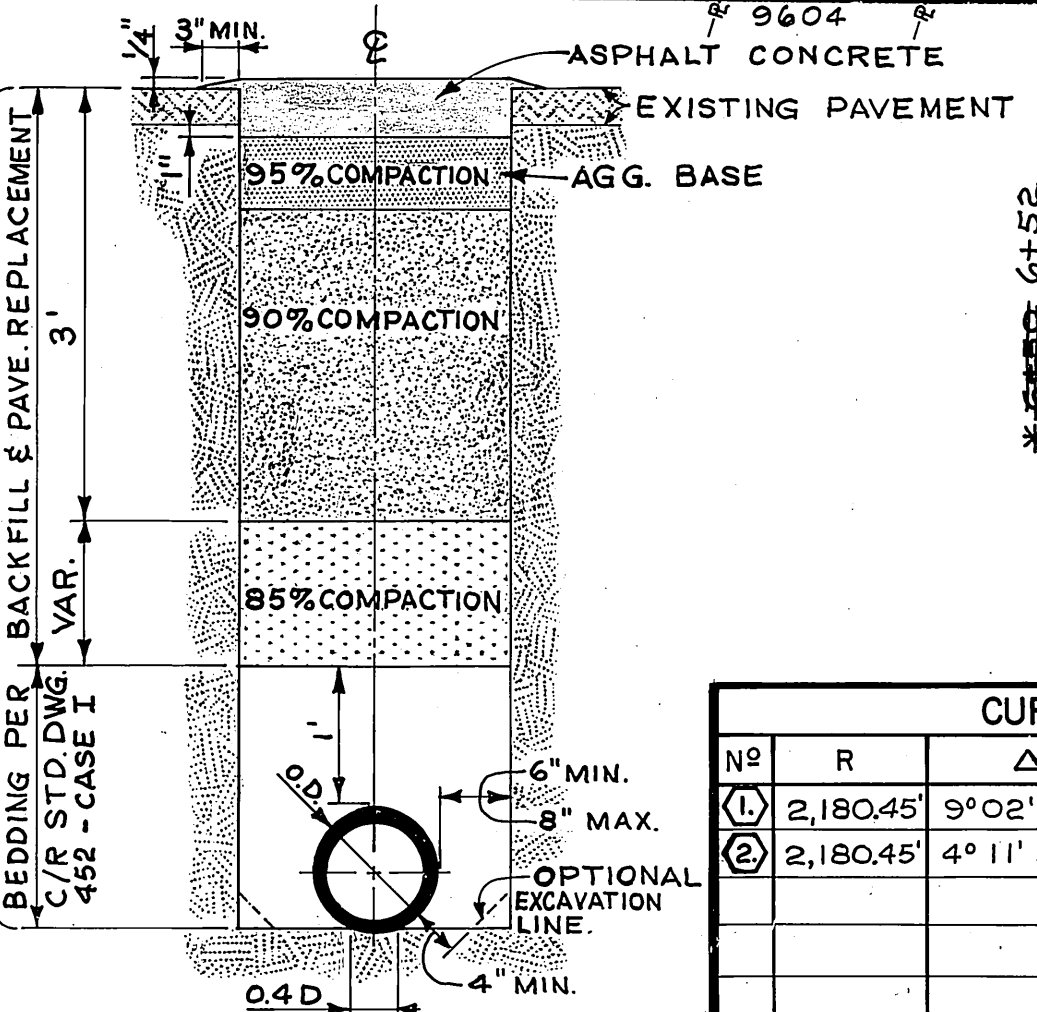 9604
1/4"
3" MIN.
℄
ASPHALT CONCRETE
EXISTING PAVEMENT
1"
95% COMPACTION
AGG. BASE
BACKFILL & PAVE. REPLACEMENT
3'
90% COMPACTION
6+52
VAR.
85% COMPACTION
BEDDING PER
C/R STD. DWG.
452 - CASE I
1'
O.D.
6" MIN.
8" MAX.
OPTIONAL
EXCAVATION
LINE.
4" MIN.
0.4 D
Nº R △
1. 2,180.45' 9° 02'
2. 2,180.45' 4° 11'